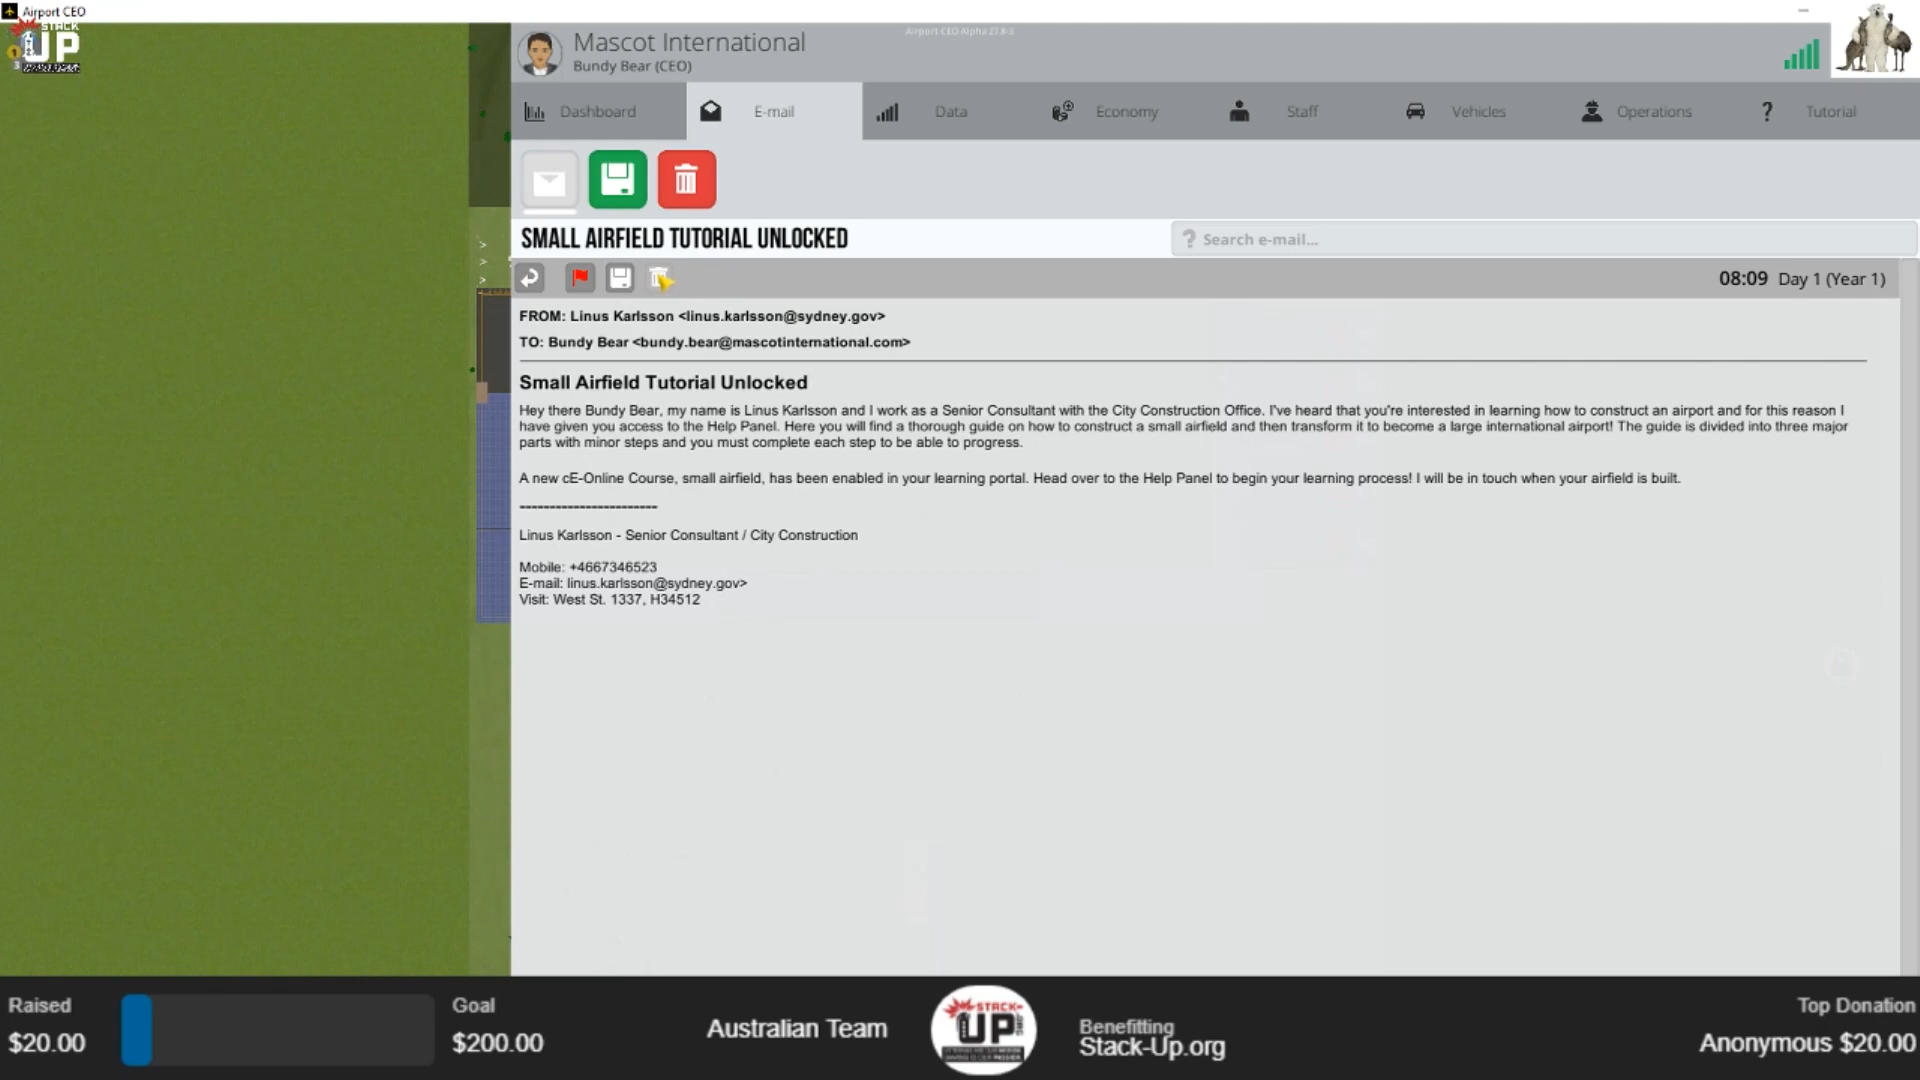 Airport CEO
STACK
UP
Mascot International
Airport CEO Alpha 27.8-3
Bundy Bear (CEO)
Dashboard
E-mail
Data
Economy
Staff
Vehicles
Operations
? Tutorial
SMALL AIRFIELD TUTORIAL UNLOCKED
? Search e-mail...
08:09 Day 1 (Year 1)
FROM: Linus Karlsson <linus.karlsson@sydney.gov>
TO: Bundy Bear <bundy.bear@mascotinternational.com>
Small Airfield Tutorial Unlocked
Hey there Bundy Bear, my name is Linus Karlsson and I work as a Senior Consultant with the City Construction Office. I've heard that you're interested in learning how to construct an airport and for this reason I
have given you access to the Help Panel. Here you will find a thorough guide on how to construct a small airfield and then transform it to become a large international airport! The guide is divided into three major
parts with minor steps and you must complete each step to be able to progress.
A new cE-Online Course, small airfield, has been enabled in your learning portal. Head over to the Help Panel to begin your learning process! I will be in touch when your airfield is built.
-----------------------
Linus Karlsson - Senior Consultant / City Construction
Mobile: +4667346523
E-mail: linus.karlsson@sydney.gov>
Visit: West St. 1337, H34512
Raised
$20.00
Goal
$200.00
Australian Team
STACK-
UP
Benefitting
Stack-Up.org
Top Donation
Anonymous $20.00